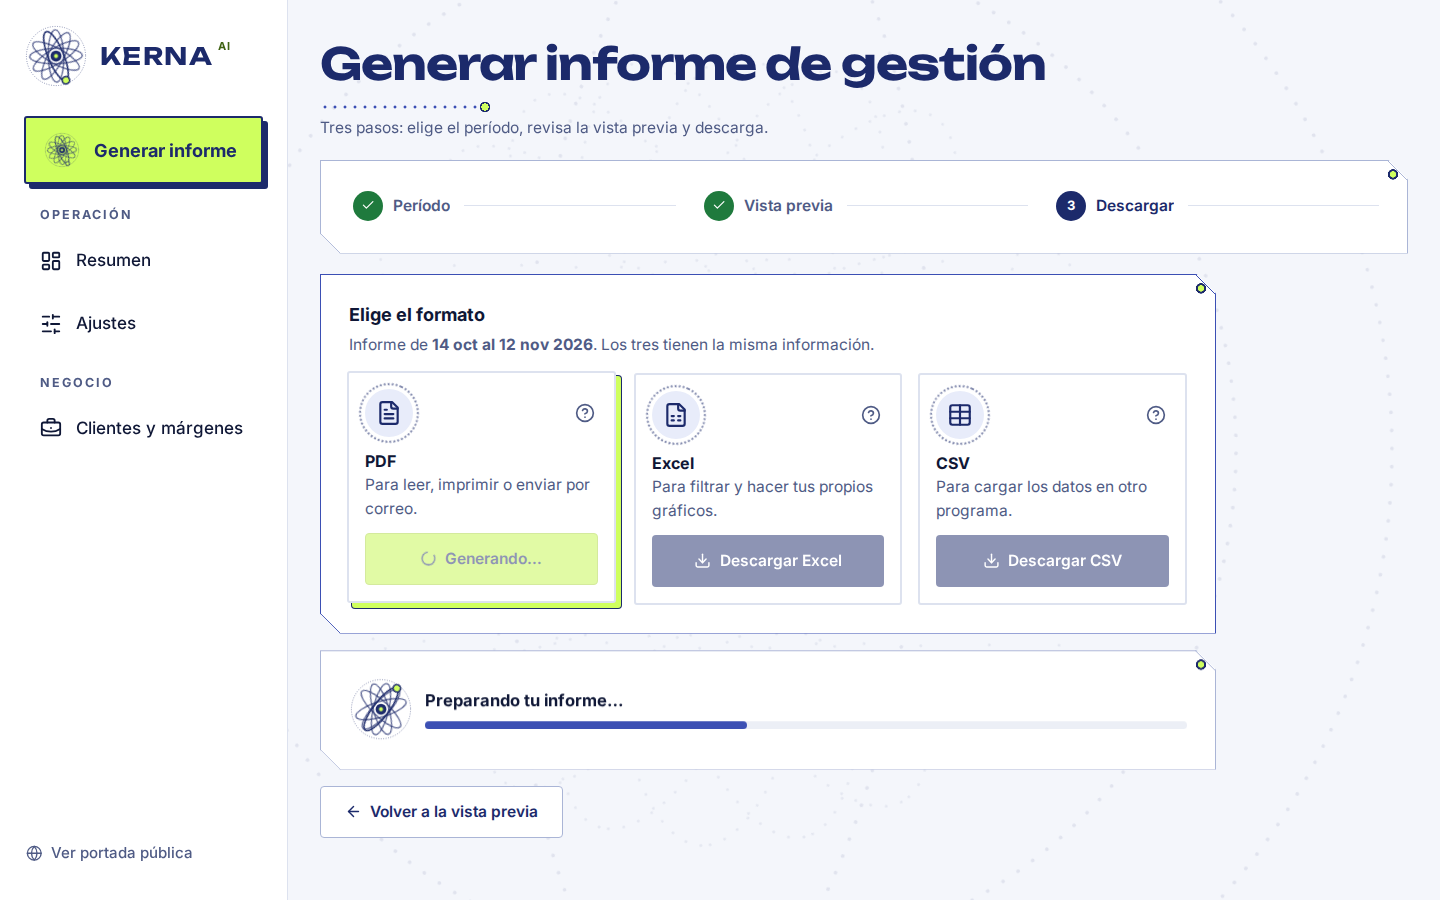 KERNA AI
Generar informe
OPERACIÓN
Resumen
Ajustes
NEGOCIO
Clientes y márgenes
Ver portada pública
Generar informe de gestión
Tres pasos: elige el período, revisa la vista previa y descarga.
Período
Vista previa
3 Descargar
Elige el formato
Informe de 14 oct al 12 nov 2026. Los tres tienen la misma información.
PDF
Para leer, imprimir o enviar por
correo.
Generando...
Excel
Para filtrar y hacer tus propios
gráficos.
Descargar Excel
CSV
Para cargar los datos en otro
programa.
Descargar CSV
Preparando tu informe...
Volver a la vista previa